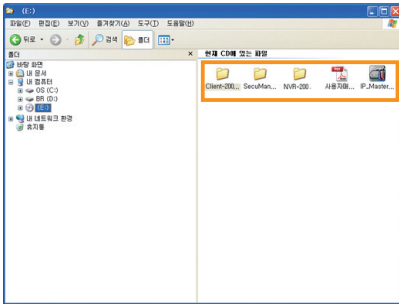 (E:)
파일(F) 편집(E) 보기(V) 즐겨찾기(A) 도구(T) 도움말(H)
뒤로 검색 폴더
폴더
현재 CD에 있는 파일
바탕 화면
내 문서
내 컴퓨터
OS (C:)
BR (D:)
(E:)
내 네트워크 환경
휴지통
Client-200... SecuMan... NVR-200. 사용자매... IP_Master...